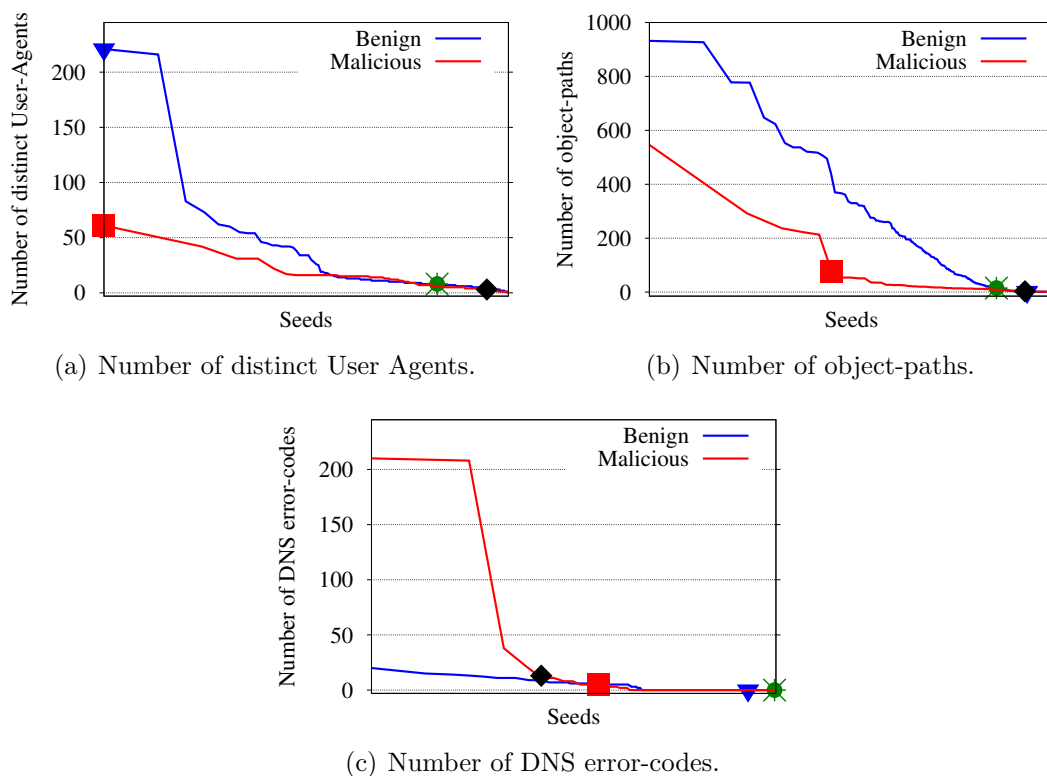 Number of distinct User-Agents
200
150
100
50
0
Benign
Malicious
Seeds
(a) Number of distinct User Agents.
Number of object-paths
1000
800
600
400
200
0
Benign
Malicious
Seeds
(b) Number of object-paths.
Number of DNS error-codes
200
150
100
50
0
Benign
Malicious
Seeds
(c) Number of DNS error-codes.